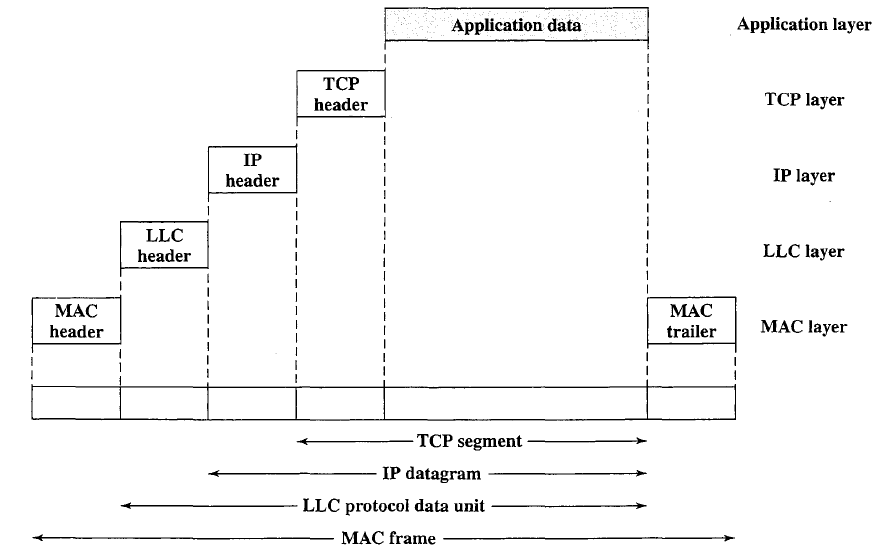 Application data
Application layer
TCP
header
TCP layer
IP
header
IP layer
LLC
header
LLC layer
MAC
header
MAC
trailer
MAC layer
TCP segment
IP datagram
LLC protocol data unit
MAC frame